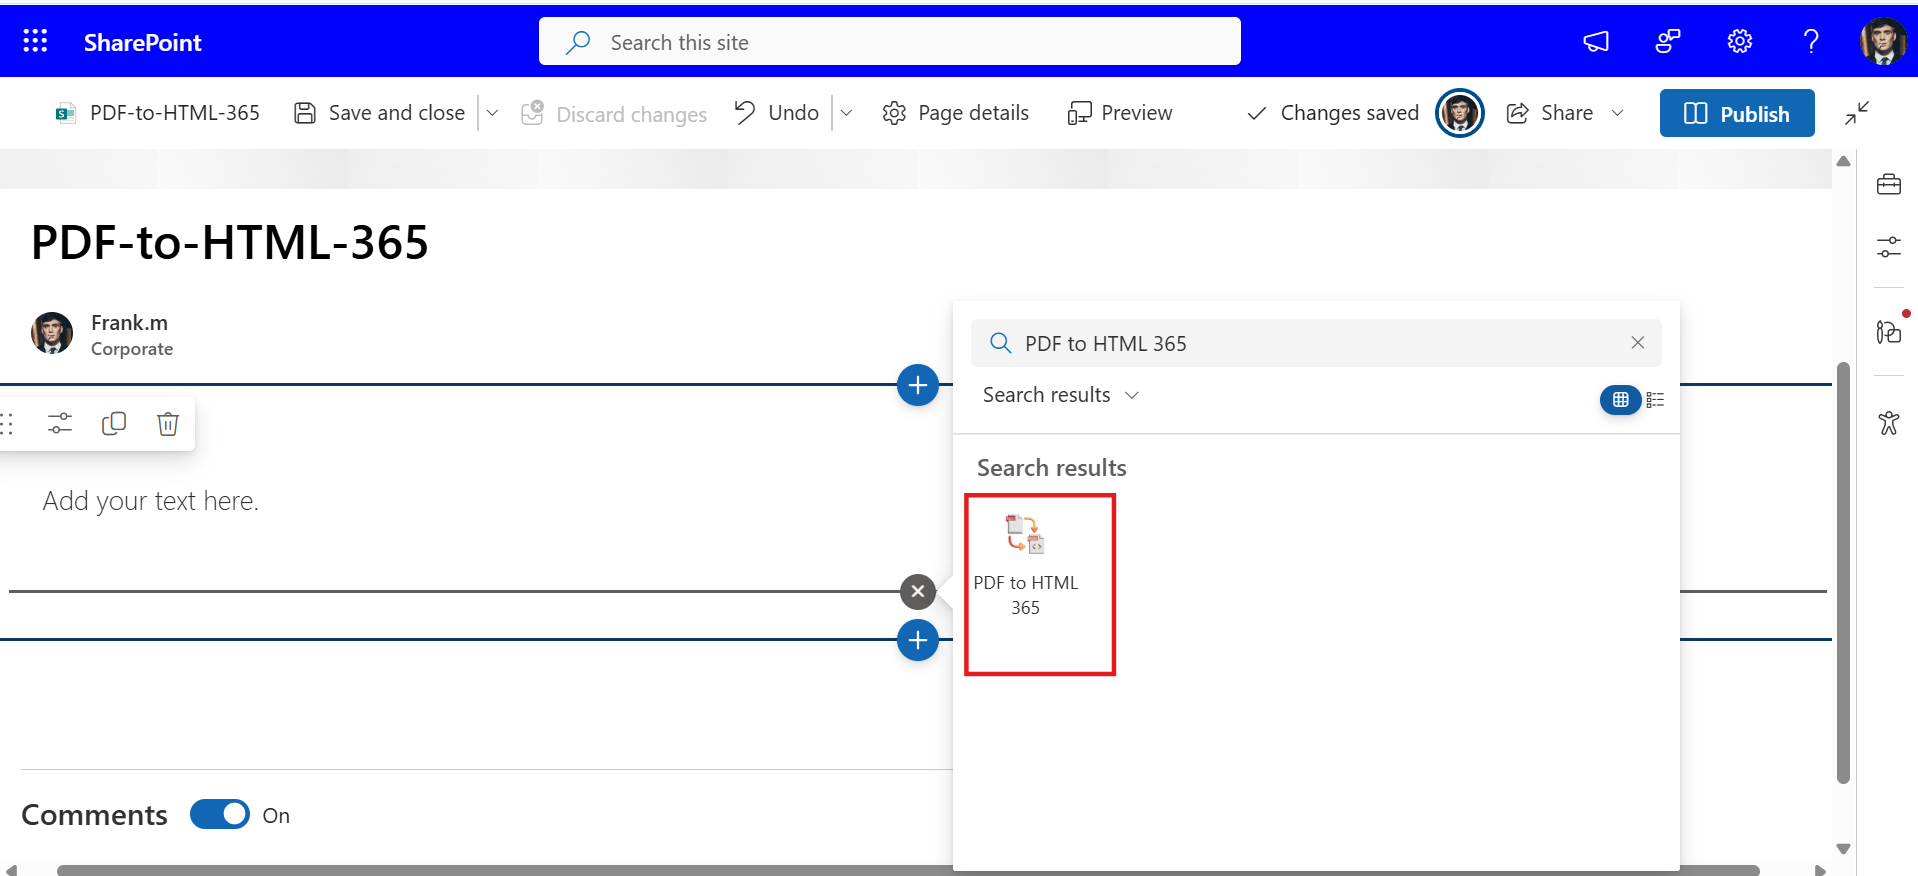 SharePoint
Search this site
PDF-to-HTML-365
Save and close
Discard changes
Undo
Page details
Preview
Changes saved
Share
Publish
PDF-to-HTML-365
Frank.m
Corporate
PDF to HTML 365
Search results
Search results
Add your text here.
PDF to HTML
365
Comments
On